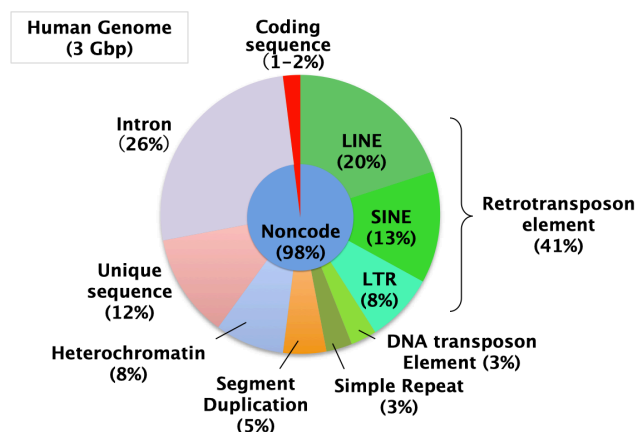 Human Genome
(3 Gbp)
Coding
sequence
(1-2%)
Intron
(26%)
LINE
(20%)
SINE
(13%)
LTR
(8%)
Retrotransposon
element
(41%)
Noncode
(98%)
Unique
sequence
(12%)
Heterochromatin
(8%)
Segment
Duplication
(5%)
Simple Repeat
(3%)
DNA transposon
Element (3%)